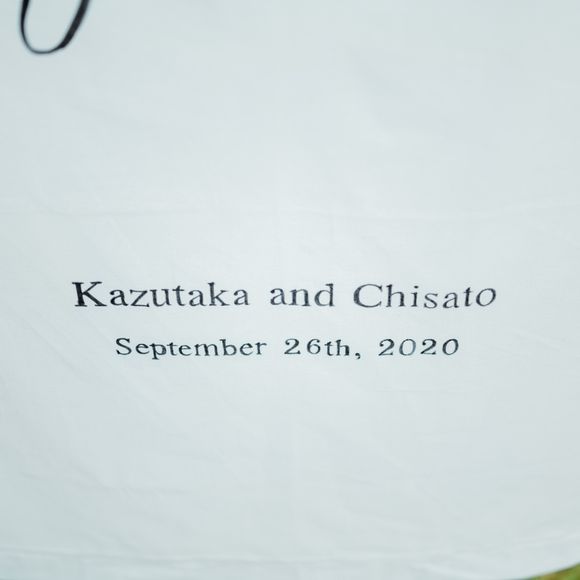 Kazutaka and Chisato
September 26th, 2020